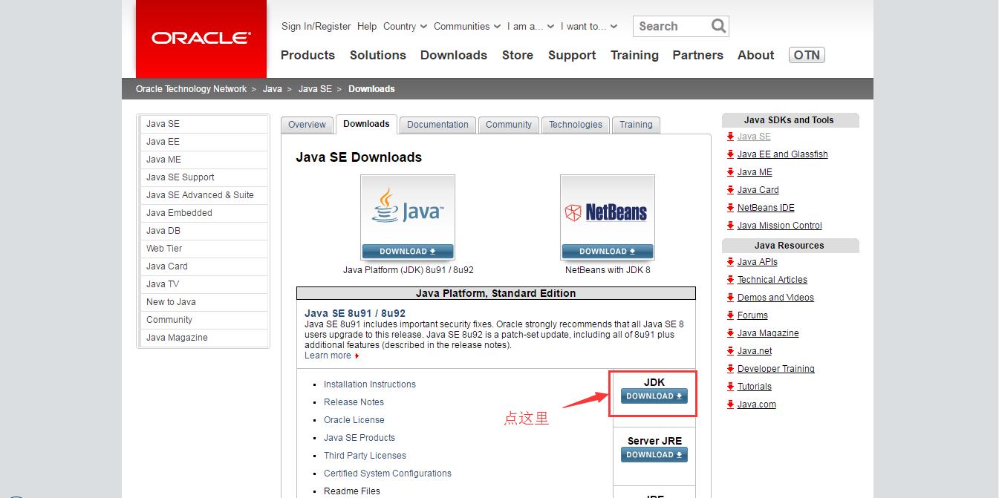 ORACLE
Sign In/Register Help Country Communities I am a... I want to... Search
Products Solutions Downloads Store Support Training Partners About OTN
Oracle Technology Network > Java > Java SE > Downloads
Java SE
Java EE
Java ME
Java SE Support
Java SE Advanced & Suite
Java Embedded
Java DB
Web Tier
Java Card
Java TV
New to Java
Community
Java Magazine
Overview Downloads Documentation Community Technologies Training
Java SE Downloads
Java™
DOWNLOAD
Java Platform (JDK) 8u91 / 8u92
NetBeans
DOWNLOAD
NetBeans with JDK 8
Java Platform, Standard Edition
Java SE 8u91 / 8u92
Java SE 8u91 includes important security fixes. Oracle strongly recommends that all Java SE 8
users upgrade to this release. Java SE 8u92 is a patch-set update, including all of 8u91 plus
additional features (described in the release notes).
Learn more
Installation Instructions
Release Notes
Oracle License
Java SE Products
Third Party Licenses
Certified System Configurations
Readme Files
点这里
JDK
DOWNLOAD
Server JRE
DOWNLOAD
Java SDKs and Tools
Java SE
Java EE and Glassfish
Java ME
Java Card
NetBeans IDE
Java Mission Control
Java Resources
Java APIs
Technical Articles
Demos and Videos
Forums
Java Magazine
Java.net
Developer Training
Tutorials
Java.com